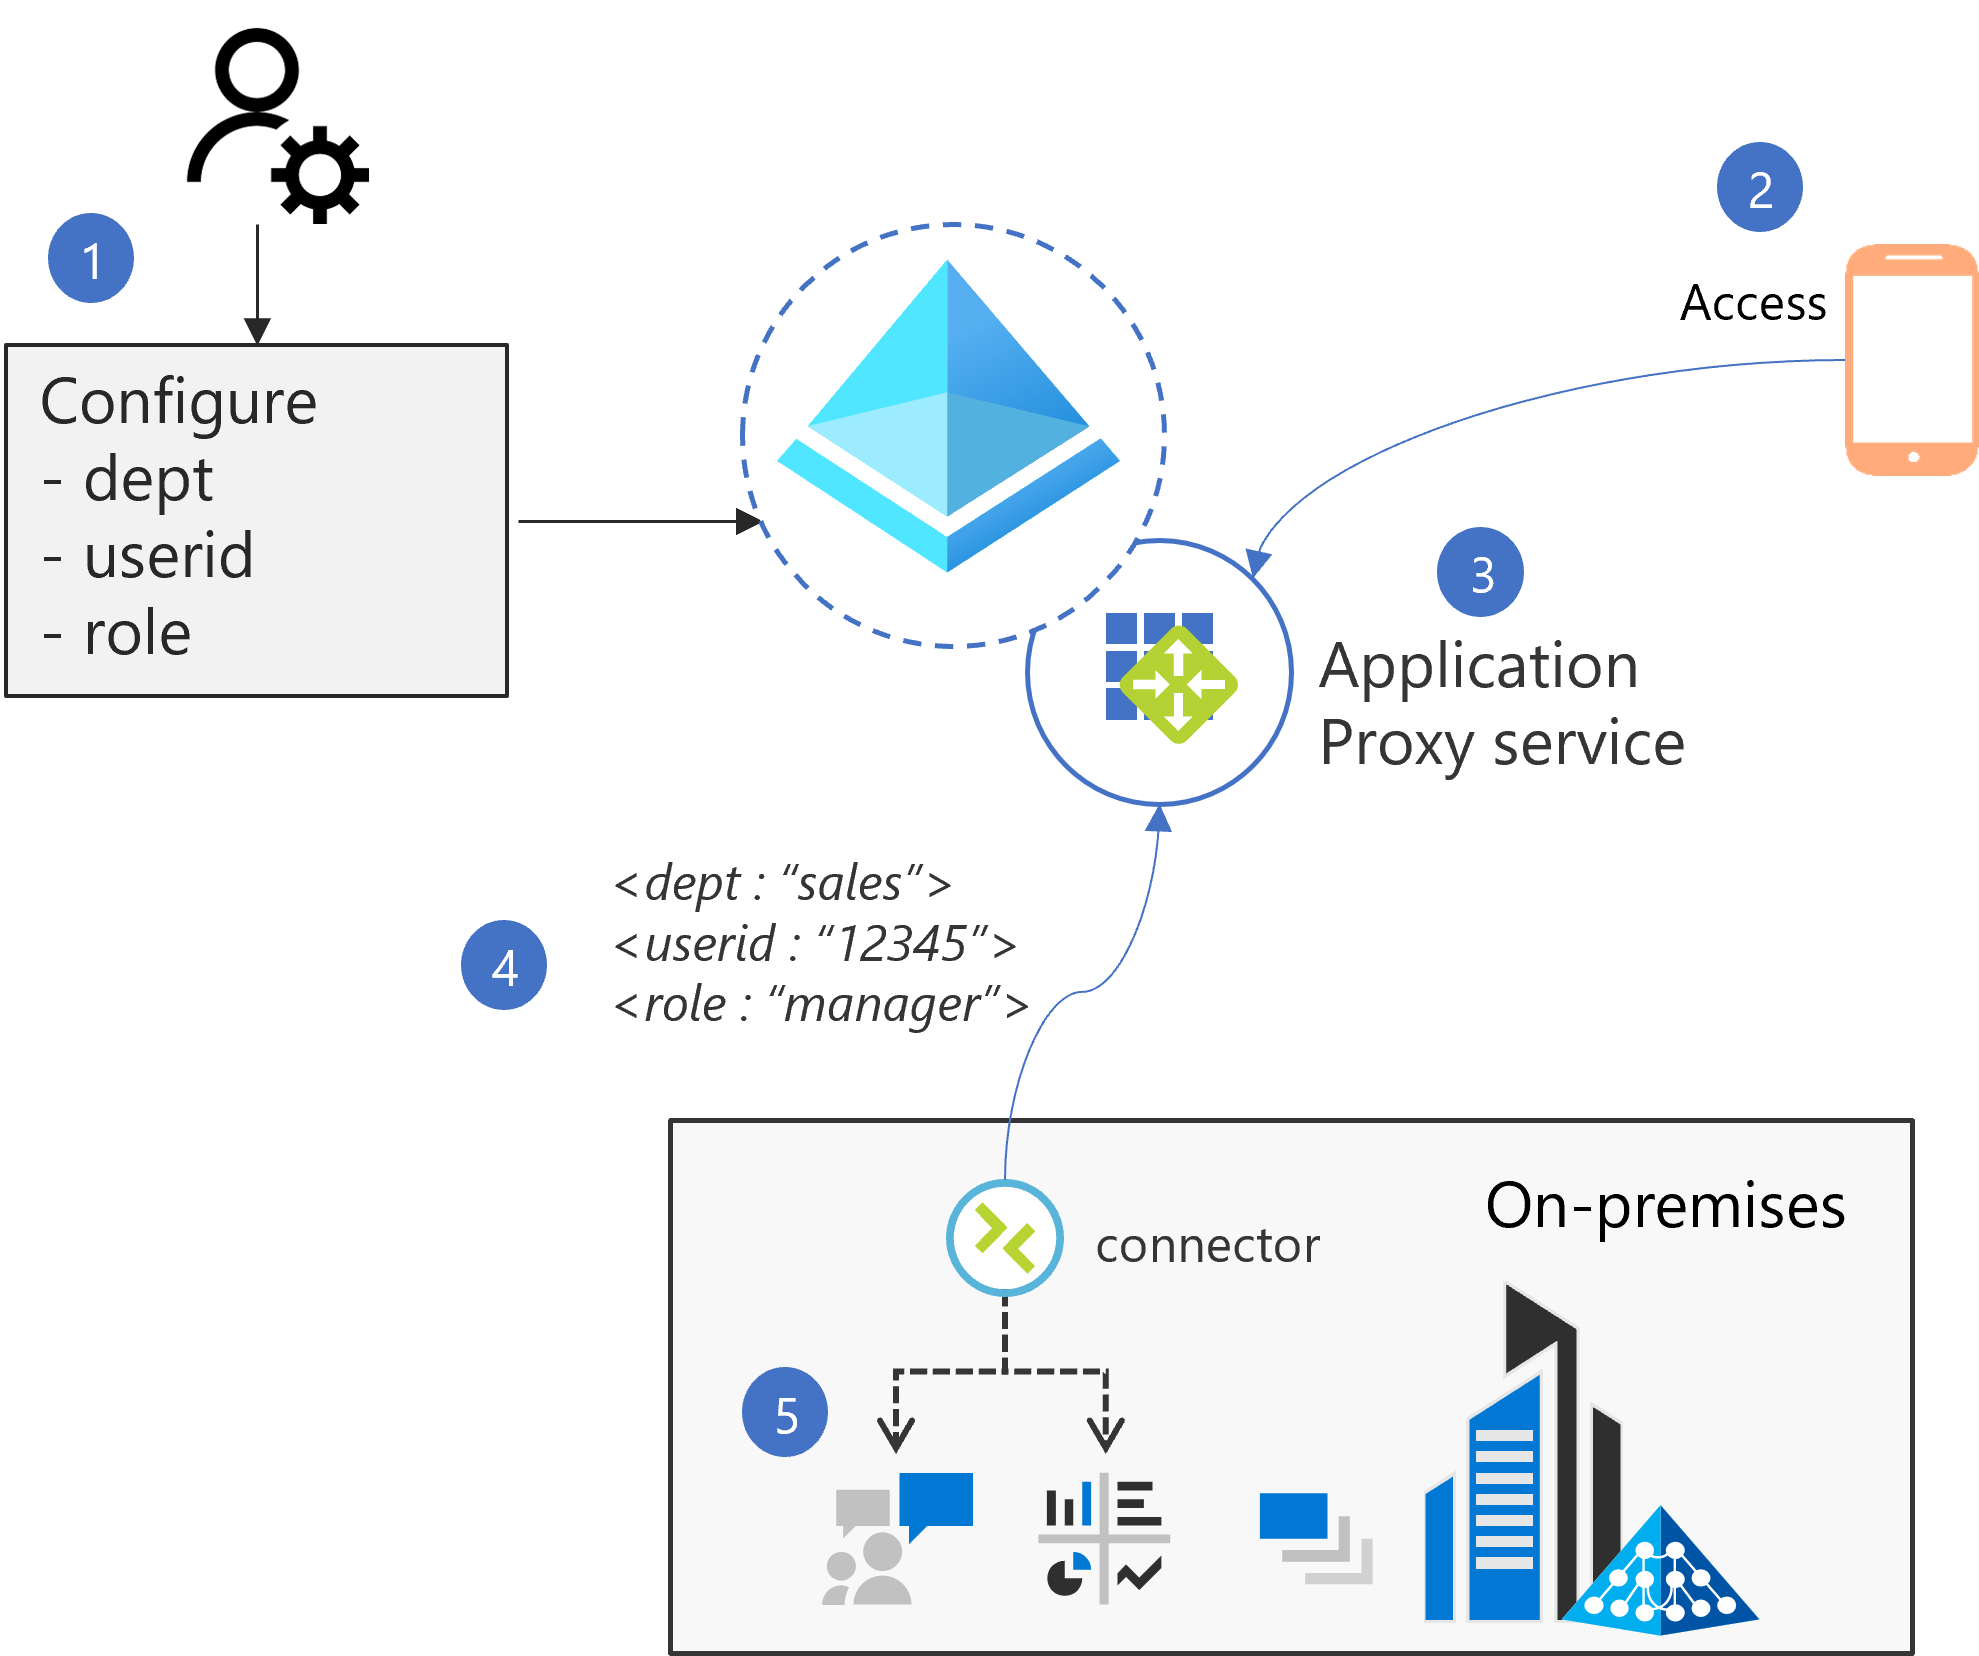 1
Configure
- dept
- userid
- role
2
Access
3
Application
Proxy service
4
<dept : “sales”>
<userid : “12345”>
<role : “manager”>
On-premises
connector
5